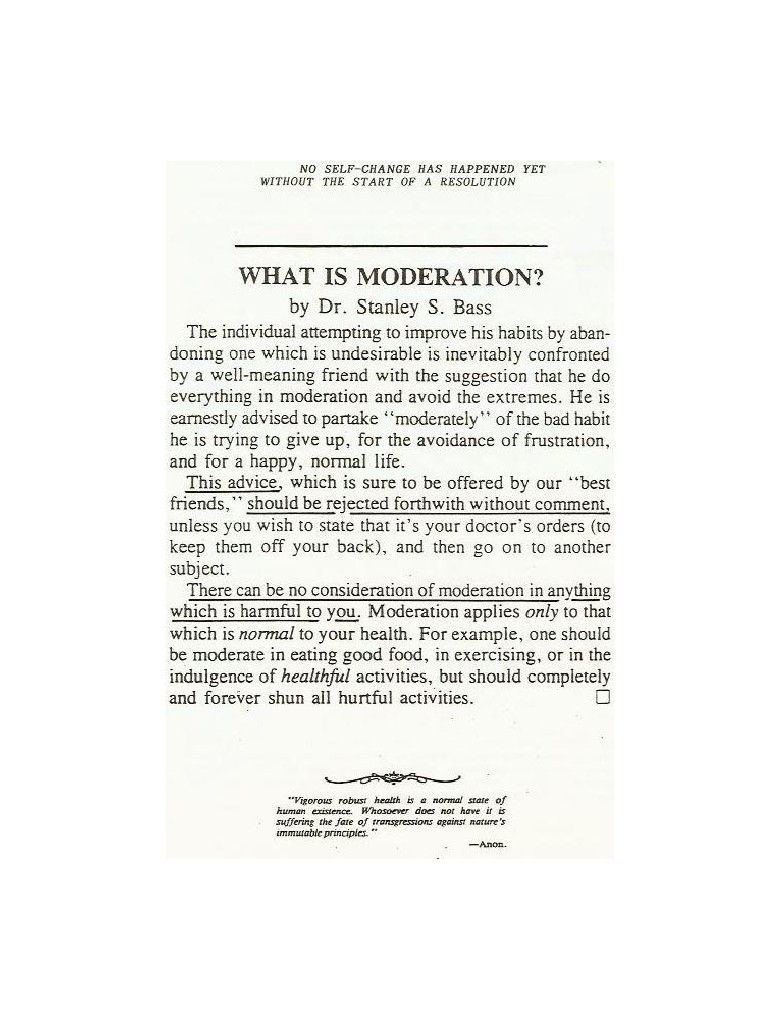 NO SELF-CHANGE HAS HAPPENED YET
WITHOUT THE START OF A RESOLUTION
WHAT IS MODERATION?
by Dr. Stanley S. Bass
The individual attempting to improve his habits by aban-
doning one which is undesirable is inevitably confronted
by a well-meaning friend with the suggestion that he do
everything in moderation and avoid the extremes. He is
earnestly advised to partake "moderately" of the bad habit
he is trying to give up, for the avoidance of frustration,
and for a happy, normal life.
This advice, which is sure to be offered by our "best
friends," should be rejected forthwith without comment,
unless you wish to state that it's your doctor's orders (to
keep them off your back), and then go on to another
subject.
There can be no consideration of moderation in anything
which is harmful to you. Moderation applies only to that
which is normal to your health. For example, one should
be moderate in eating good food, in exercising, or in the
indulgence of healthful activities, but should completely
and forever shun all hurtful activities. □
"Vigorous robust health is a normal state of
human existence. Whosoever does not have it is
suffering the fate of transgressions against nature's
immutable principles."
—Anon.